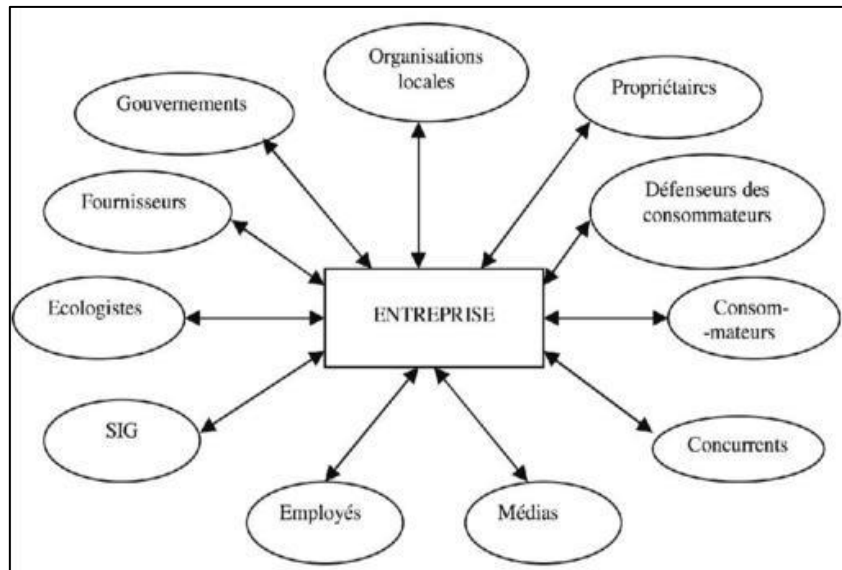 Organisations
locales
Propriétaires
Gouvernements
Défenseurs des
consommateurs
Fournisseurs
Ecologistes
ENTREPRISE
Consom-
-mateurs
SIG
Concurrents
Employés
Médias